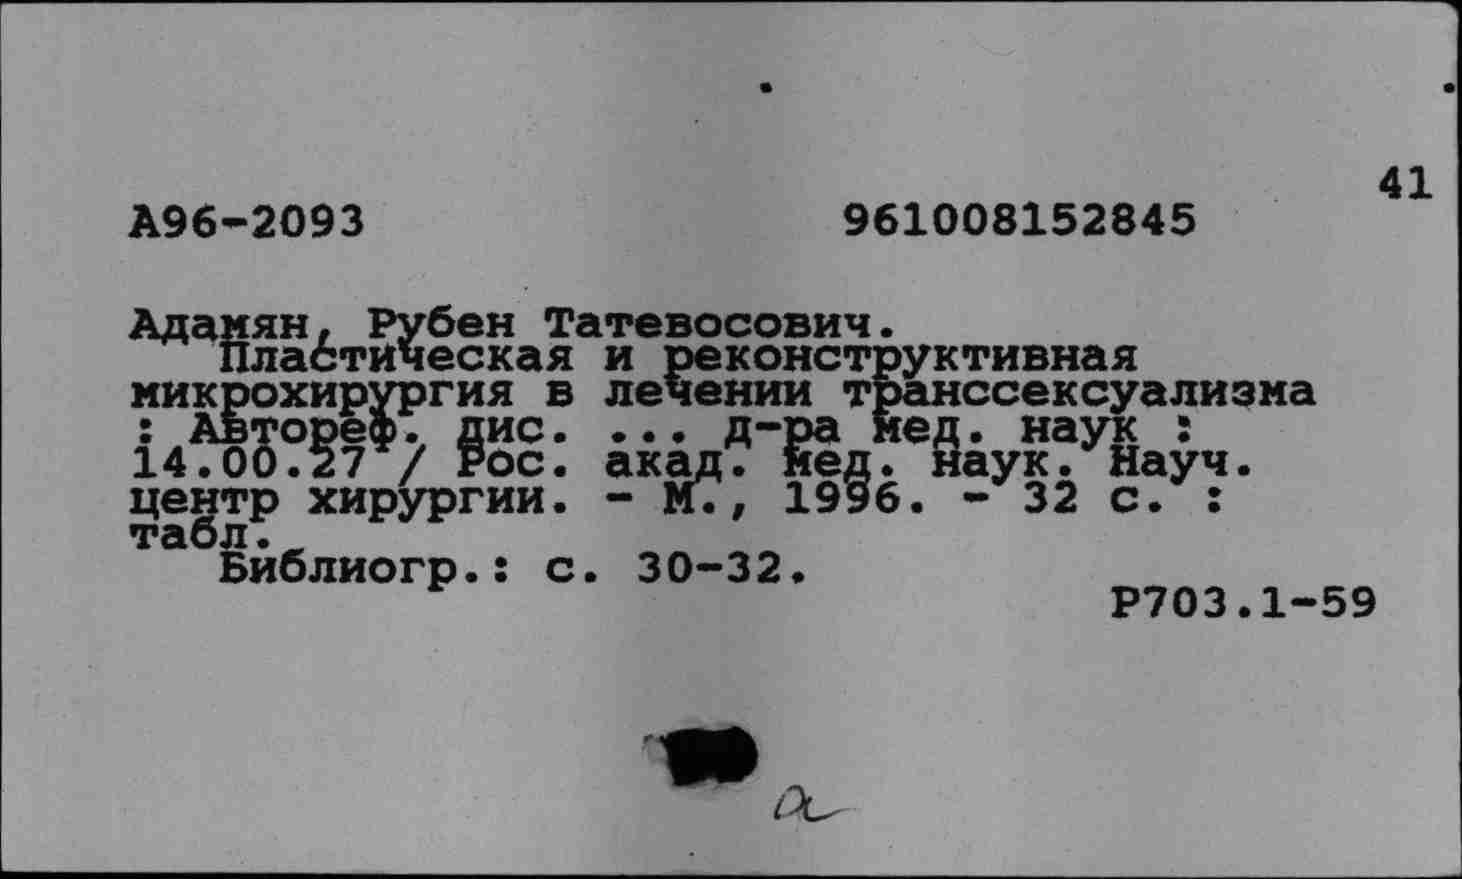 41
А96-2093 961008152845
Адамян, Рубен Татевосович.
Пластическая и реконструктивная
микрохирургия в лечении транссексуализма
: Автореф. дис. ... д-ра мед. наук :
14.00.27 / Рос. акад. мед. наук. Науч.
центр хирургии. - М., 1996. - 32 с. :
табл.
Библиогр.: с. 30-32.
Р703.1-59